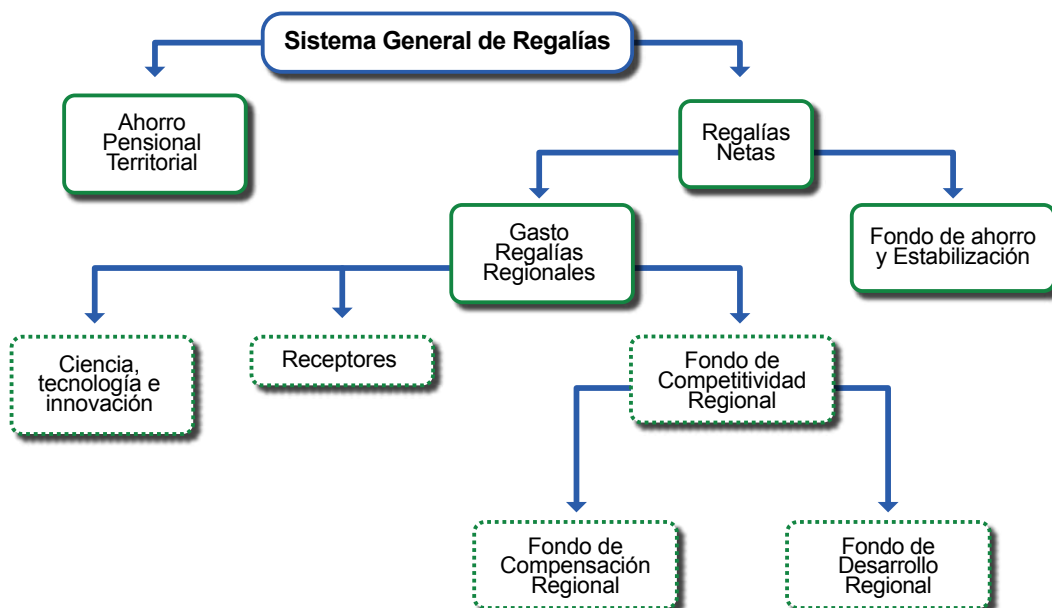 Sistema General de Regalías
Ahorro
Pensional
Territorial
Regalías
Netas
Gasto
Regalías
Regionales
Fondo de ahorro
y Estabilización
Ciencia,
tecnología e
innovación
Receptores
Fondo de
Competitividad
Regional
Fondo de
Compensación
Regional
Fondo de
Desarrollo
Regional